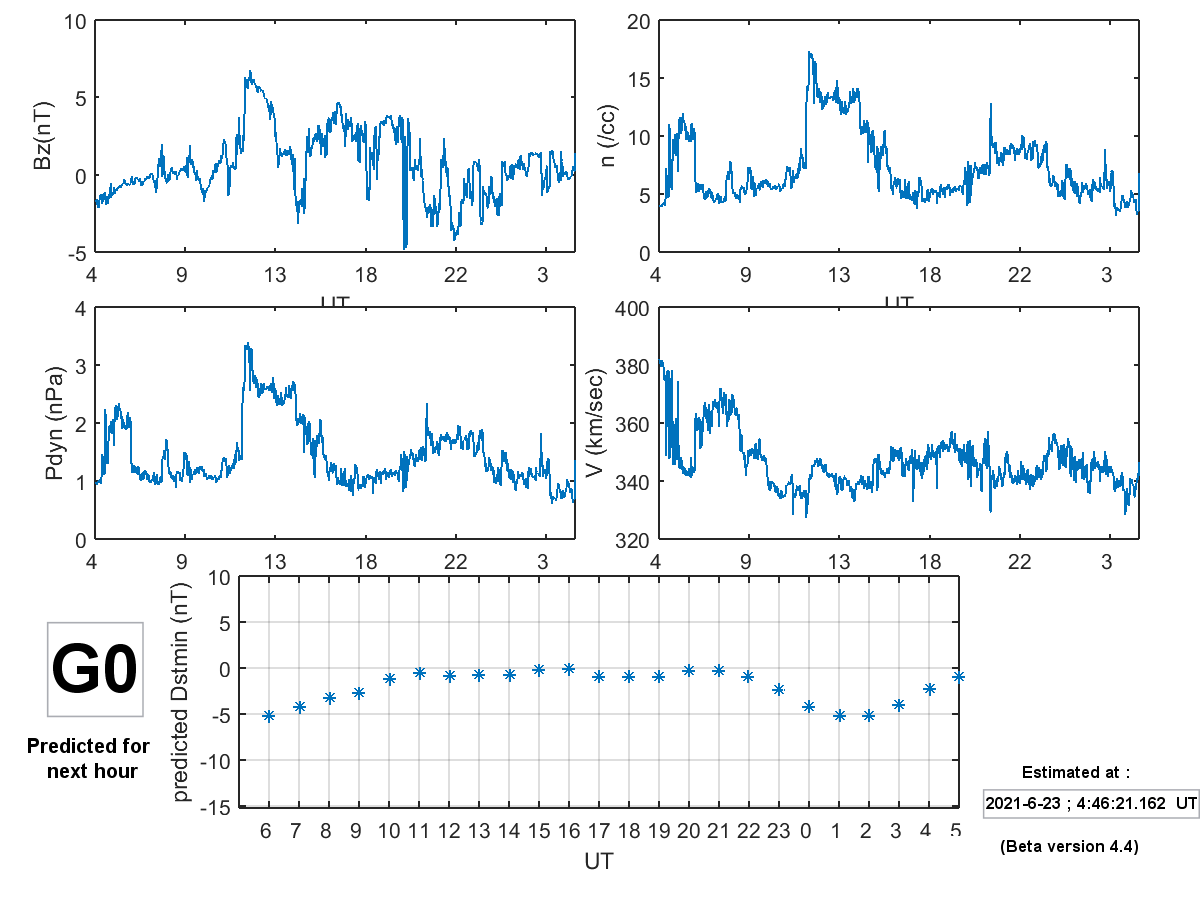 10
5
0
-5
Bz(nT)
4 9 13 18 22 3
UT
20
15
10
5
0
n (/cc)
4 9 13 18 22 3
UT
4
3
2
1
0
Pdyn (nPa)
4 9 13 18 22 3
400
380
360
340
320
V (km/sec)
4 9 13 18 22 3
G0
Predicted for
next hour
10
5
0
-5
-10
-15
predicted Dstmin (nT)
6 7 8 9 10 11 12 13 14 15 16 17 18 19 20 21 22 23 0 1 2 3 4 5
UT
Estimated at :
2021-6-23 ; 4:46:21.162 UT
(Beta version 4.4)